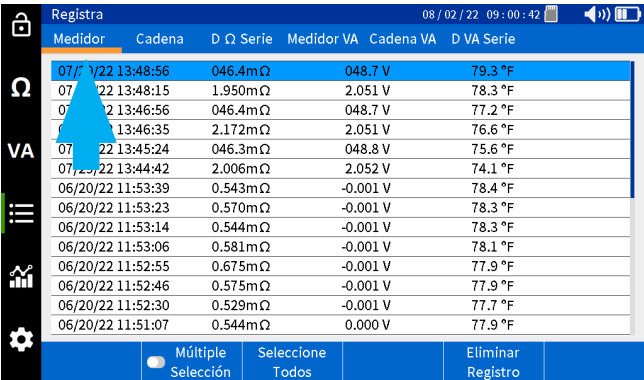 Registra 08/02/22 09:00:42
Medidor Cadena D Ω Serie Medidor VA Cadena VA D VA Serie
13:48:56 046.4mΩ 048.7 V 79.3 °F
13:48:15 1.950mΩ 2.051 V 78.3 °F
13:46:56 046.4mΩ 048.7 V 77.2 °F
13:46:35 2.172mΩ 2.051 V 76.6 °F
13:45:24 046.3mΩ 048.8 V 75.6 °F
13:44:42 2.006mΩ 2.052 V 74.1 °F
06/20/22 11:53:39 0.543mΩ -0.001 V 78.4 °F
06/20/22 11:53:23 0.570mΩ -0.001 V 78.3 °F
06/20/22 11:53:14 0.544mΩ -0.001 V 78.3 °F
06/20/22 11:53:06 0.581mΩ -0.001 V 78.1 °F
06/20/22 11:52:55 0.675mΩ -0.001 V 77.9 °F
06/20/22 11:52:46 0.575mΩ -0.001 V 77.9 °F
06/20/22 11:52:30 0.529mΩ -0.001 V 77.7 °F
06/20/22 11:51:07 0.544mΩ 0.000 V 77.9 °F
Ω
VA
Múltiple Selección
Seleccione Todos
Eliminar Registro